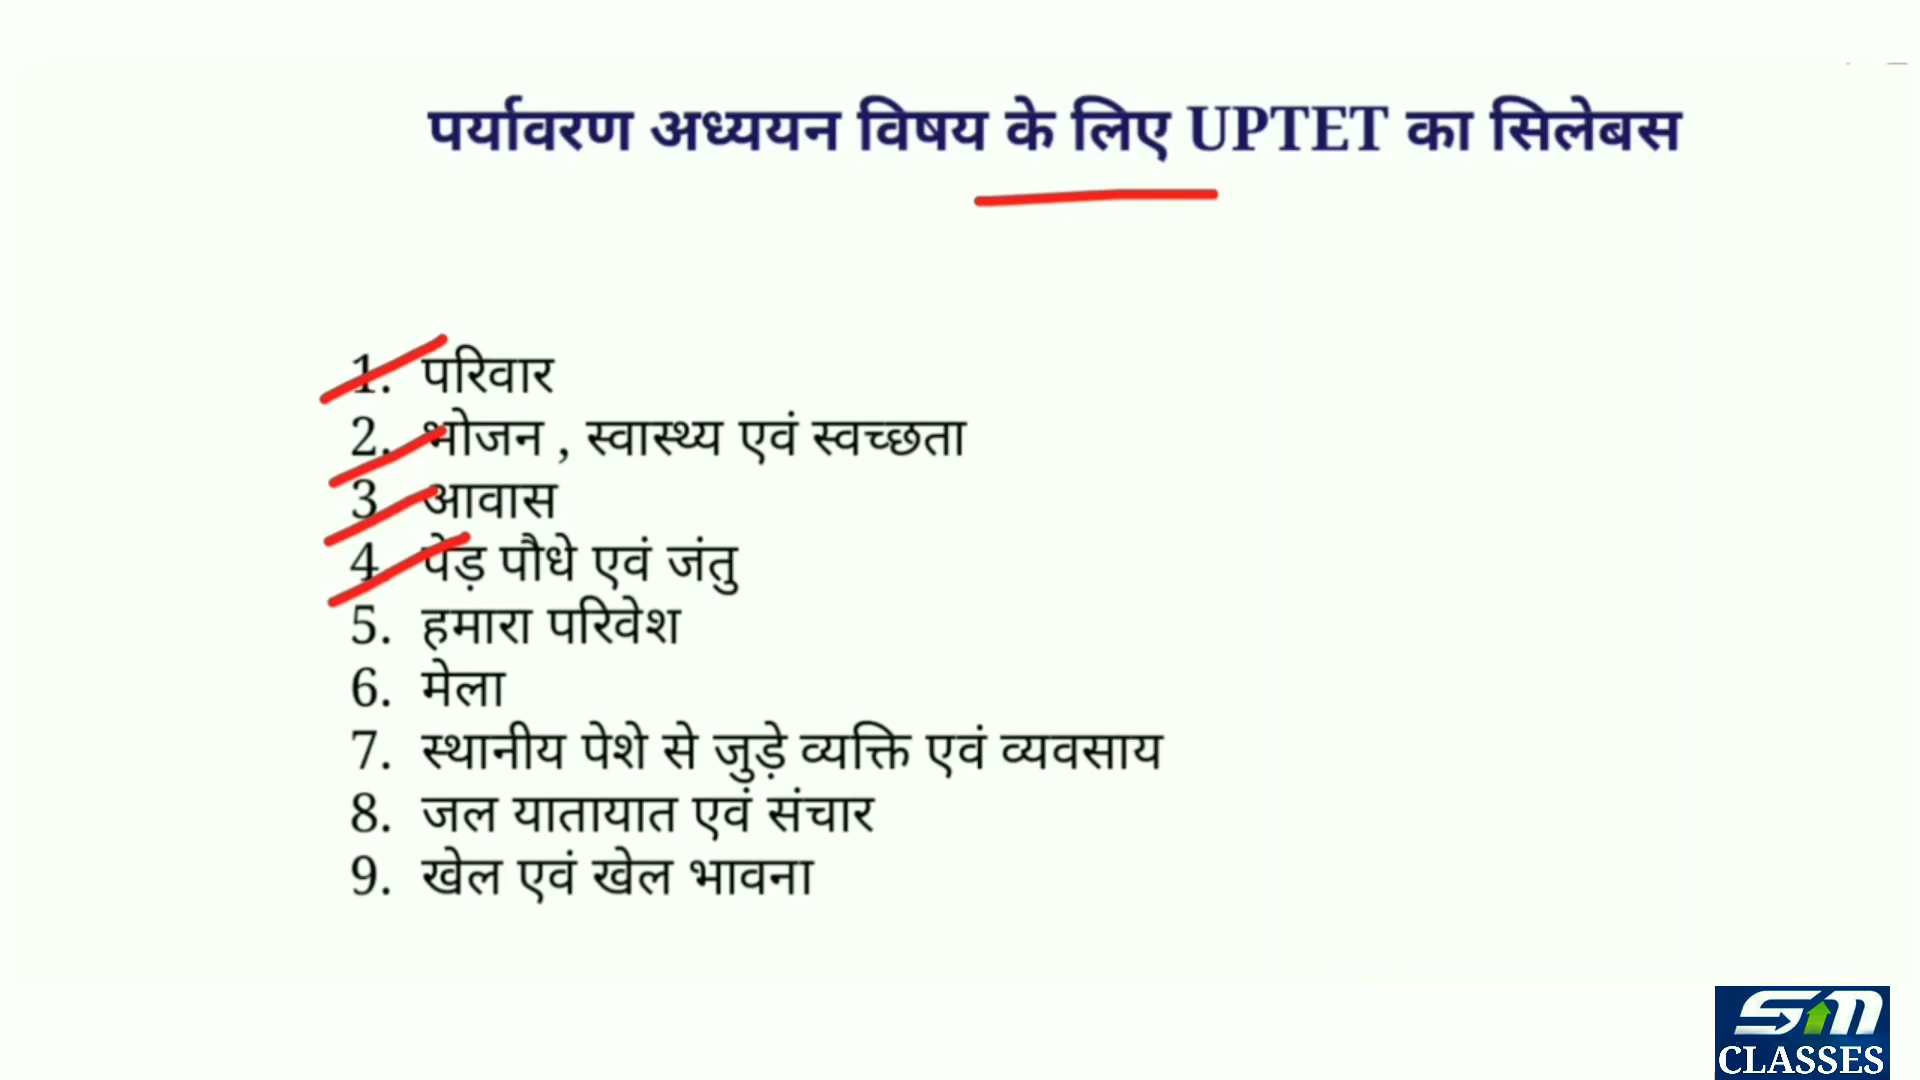 पर्यावरण अध्ययन विषय के लिए UPTET का सिलेबस
1. परिवार
2. भोजन , स्वास्थ्य एवं स्वच्छता
3. आवास
4. पेड़ पौधे एवं जंतु
5. हमारा परिवेश
6. मेला
7. स्थानीय पेशे से जुड़े व्यक्ति एवं व्यवसाय
8. जल यातायात एवं संचार
9. खेल एवं खेल भावना
SM
CLASSES